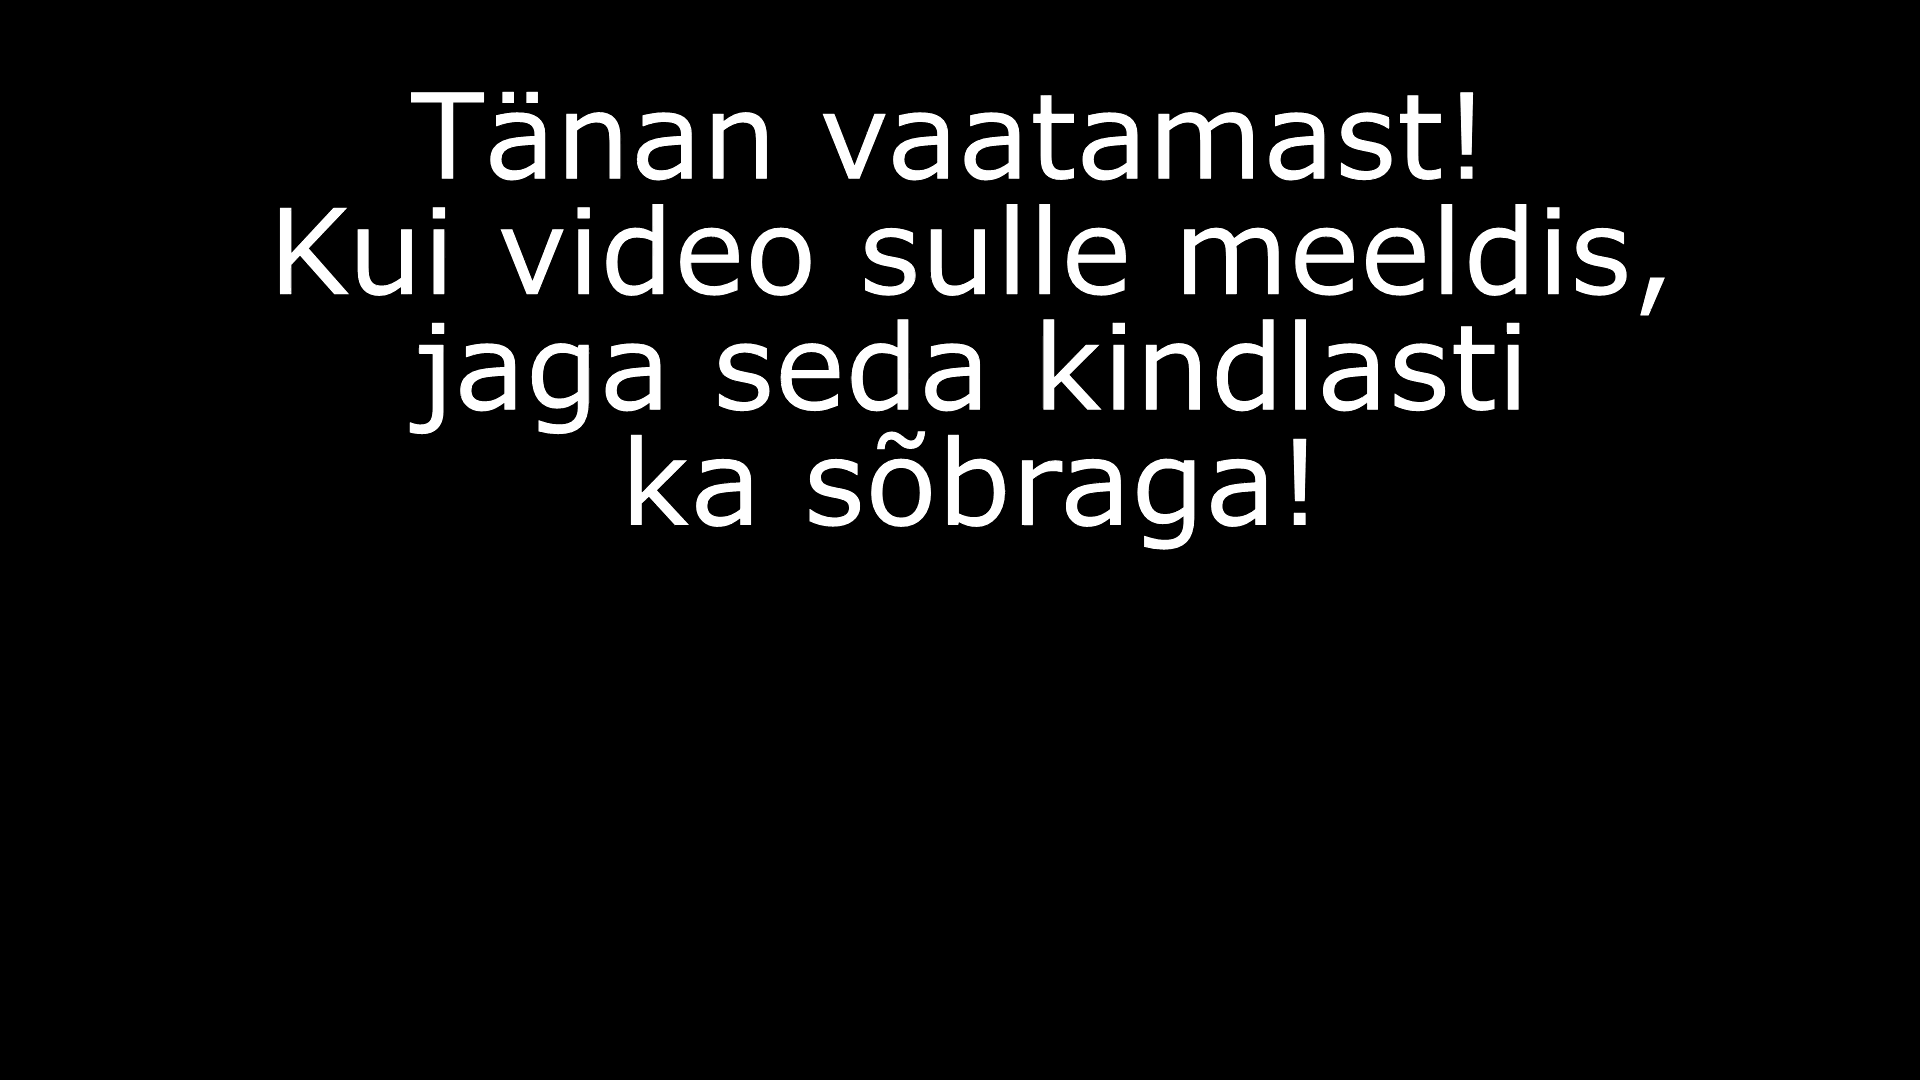 Tänan vaatamast!
Kui video sulle meeldis,
jaga seda kindlasti
ka sõbraga!